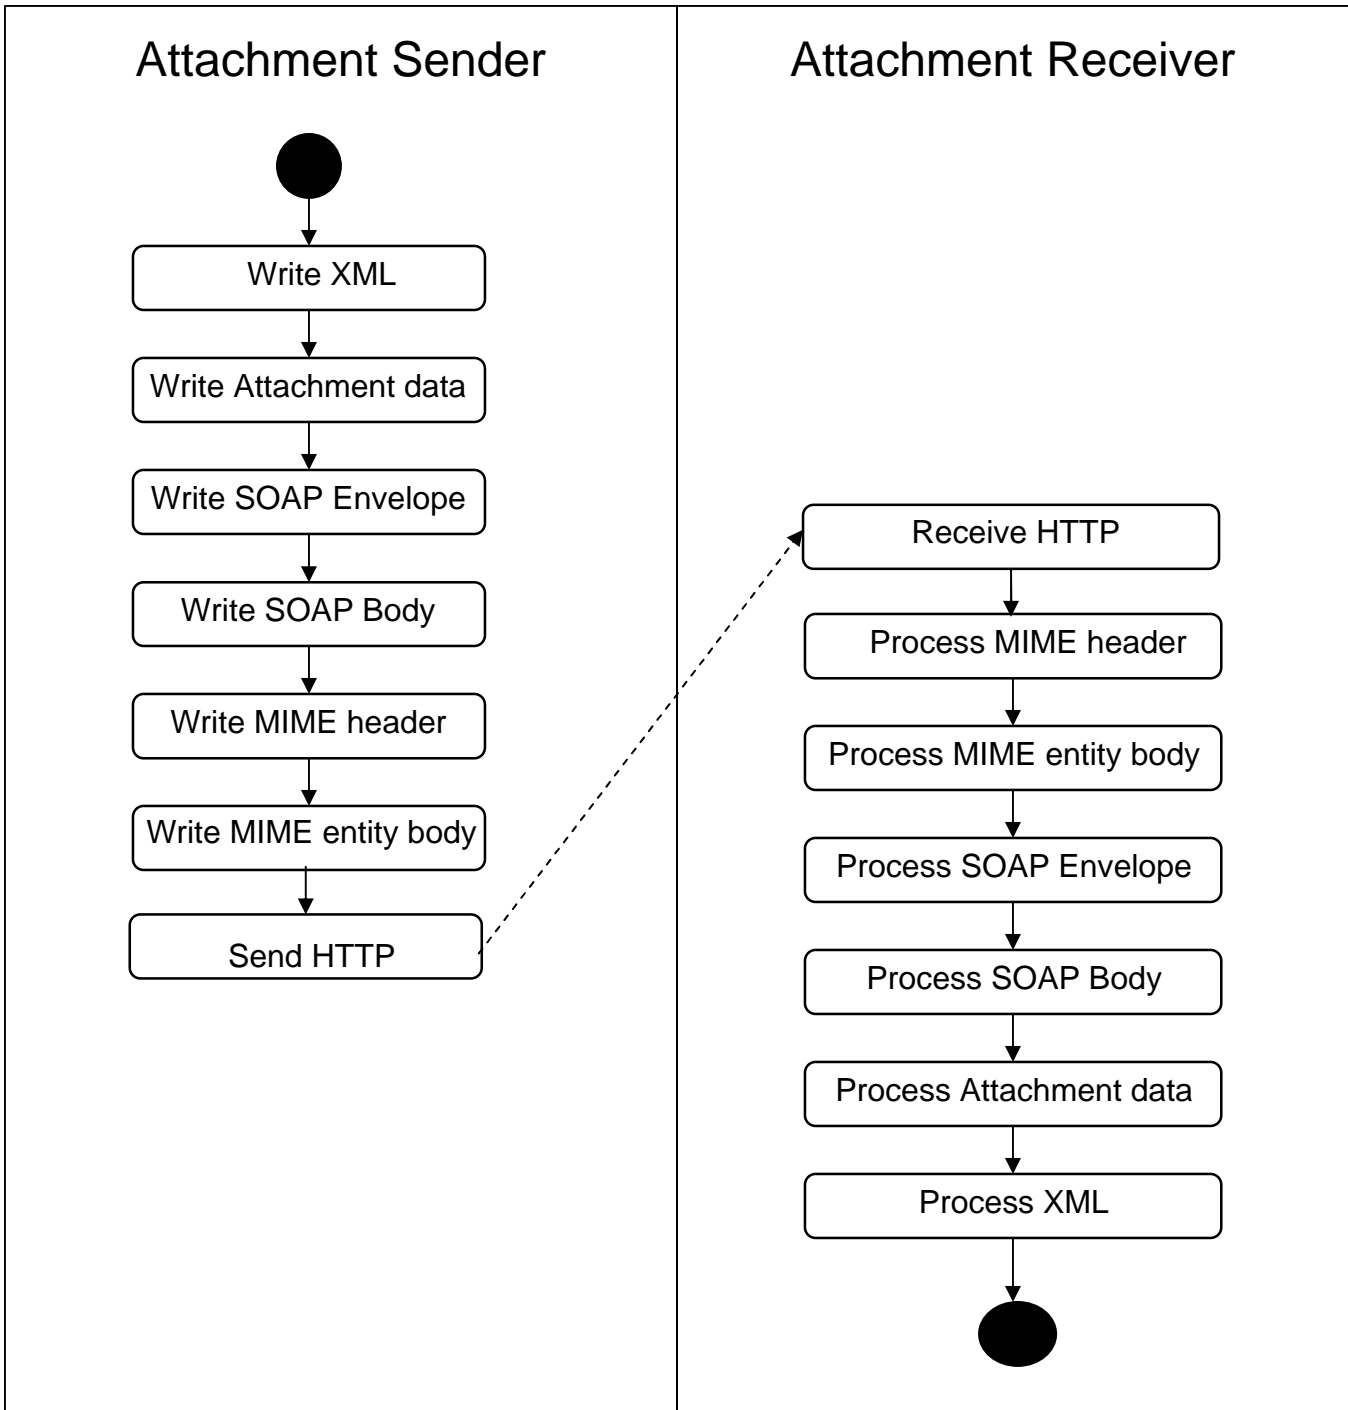 Attachment Sender
Write XML
Write Attachment data
Write SOAP Envelope
Write SOAP Body
Write MIME header
Write MIME entity body
Send HTTP
Attachment Receiver
Receive HTTP
Process MIME header
Process MIME entity body
Process SOAP Envelope
Process SOAP Body
Process Attachment data
Process XML